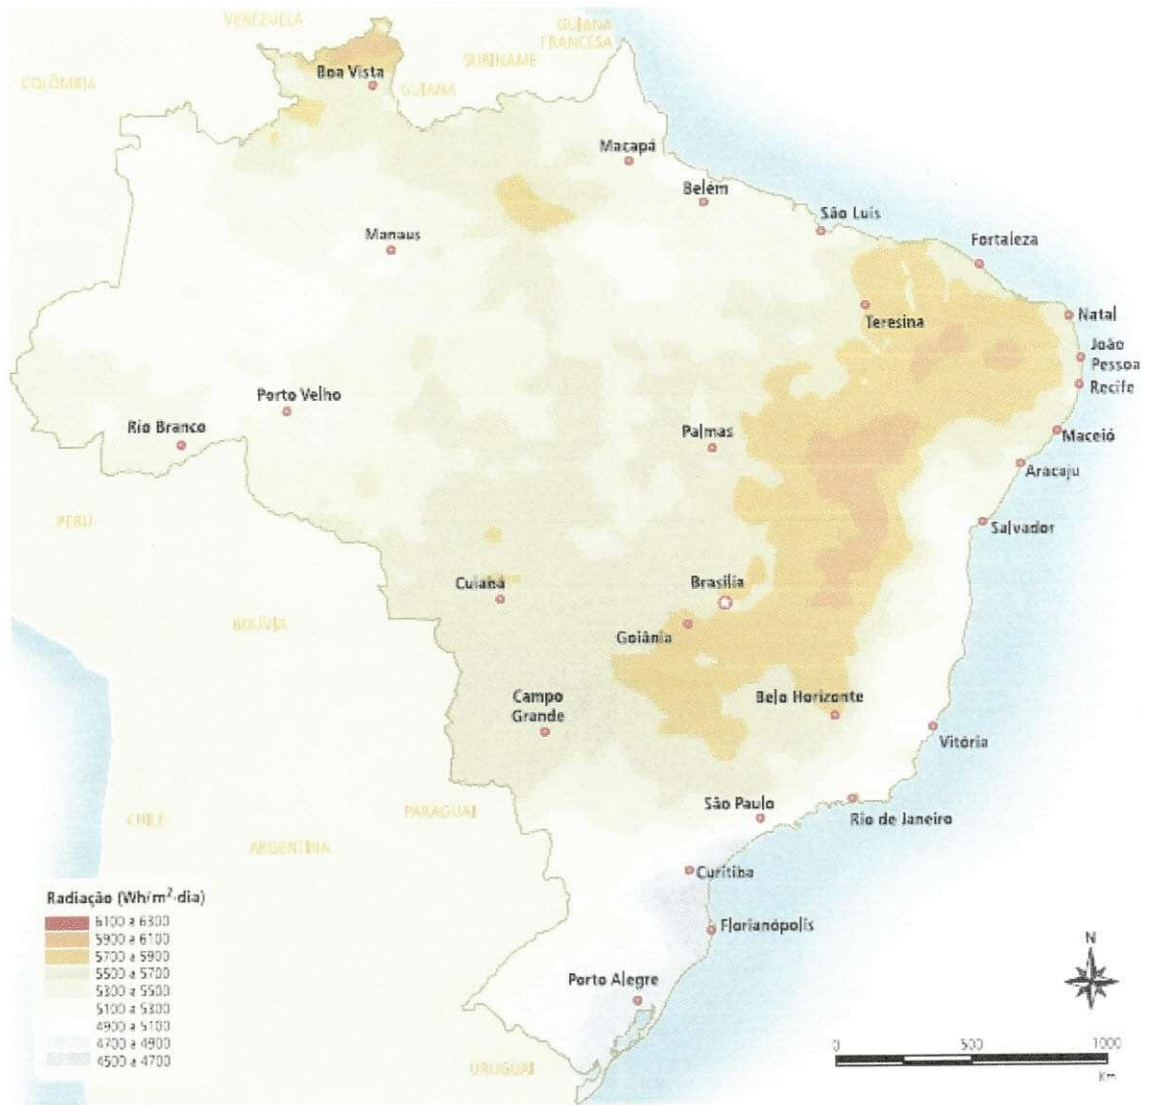 VENEZUELA
GUIANA
FRANCESA
SURINAME
COLÔMBIA
Boa Vista
GUIANA
Macapá
Belém
São Luís
Manaus
Fortaleza
Teresina
Natal
João
Pessoa
Recife
Porto Velho
Rio Branco
Palmas
Maceió
Aracaju
PERU
Salvador
Cuiabá
Brasília
BOLÍVIA
Goiânia
Campo
Grande
Belo Horizonte
Vitória
São Paulo
PARAGUAI
CHILE
Rio de Janeiro
ARGENTINA
Curitiba
Radiação (Wh/m²·dia)
6100 a 6300
5900 a 6100
5700 a 5900
5500 a 5700
5300 a 5500
5100 a 5300
4900 a 5100
4700 a 4900
4500 a 4700
Florianópolis
Porto Alegre
URUGUAI
N
0 500 1000
Km